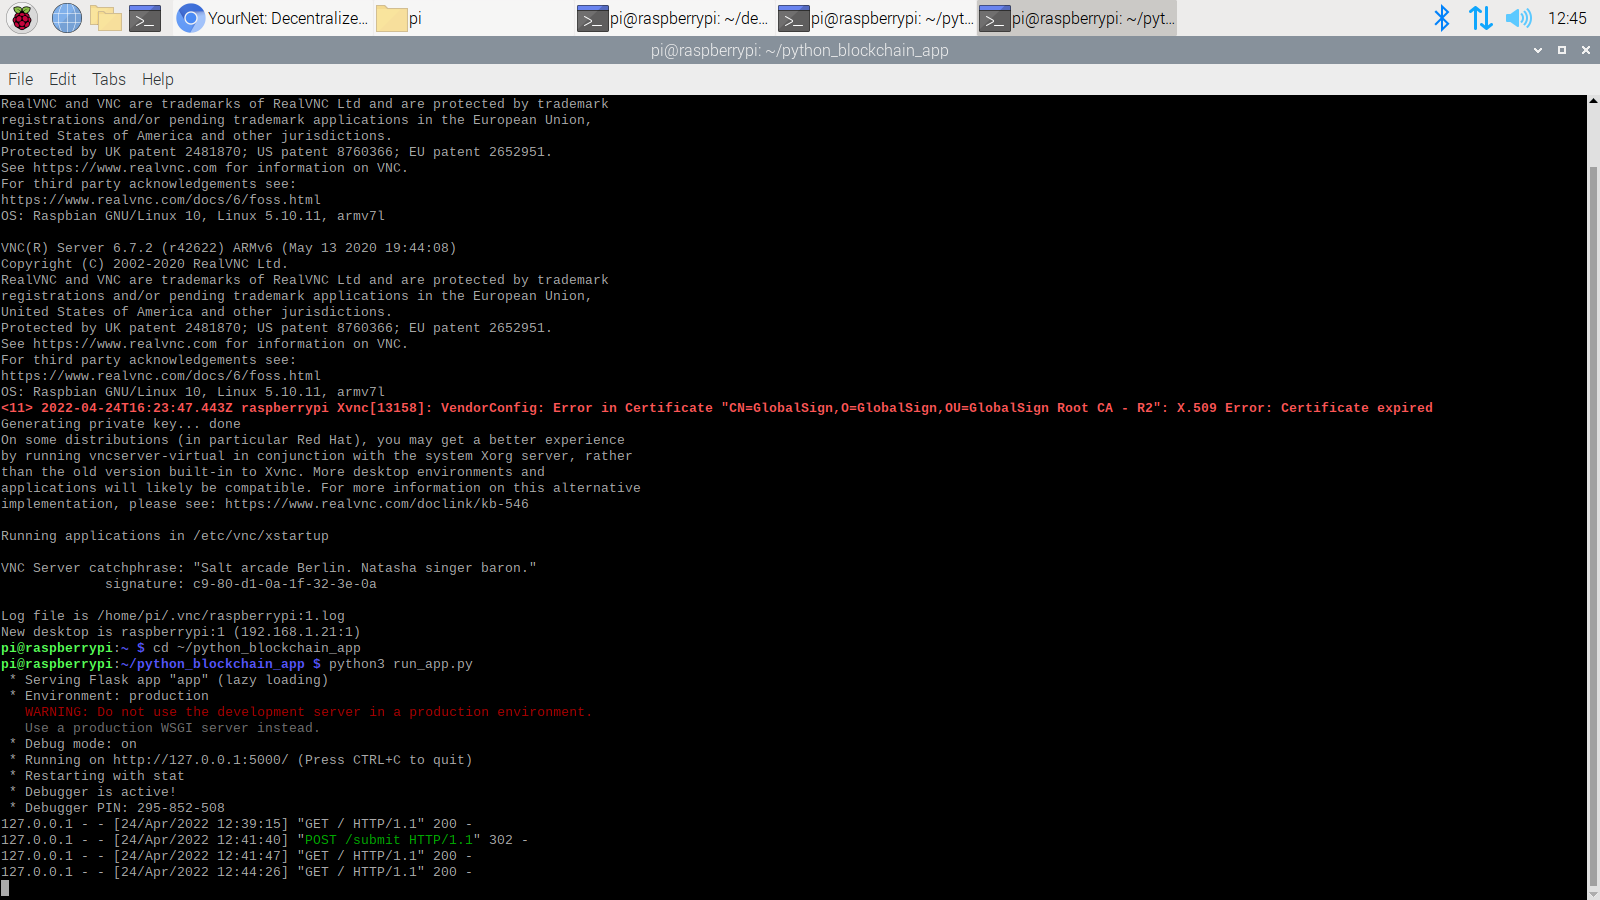 YourNet: Decentralize...
pi
pi@raspberrypi: ~/de...
pi@raspberrypi: ~/pyt...
pi@raspberrypi: ~/pyt...
12:45
pi@raspberrypi: ~/python_blockchain_app
File Edit Tabs Help
RealVNC and VNC are trademarks of RealVNC Ltd and are protected by trademark
registrations and/or pending trademark applications in the European Union,
United States of America and other jurisdictions.
Protected by UK patent 2481870; US patent 8760366; EU patent 2652951.
See https://www.realvnc.com for information on VNC.
For third party acknowledgements see:
https://www.realvnc.com/docs/6/foss.html
OS: Raspbian GNU/Linux 10, Linux 5.10.11, armv7l
VNC(R) Server 6.7.2 (r42622) ARMv6 (May 13 2020 19:44:08)
Copyright (C) 2002-2020 RealVNC Ltd.
RealVNC and VNC are trademarks of RealVNC Ltd and are protected by trademark
registrations and/or pending trademark applications in the European Union,
United States of America and other jurisdictions.
Protected by UK patent 2481870; US patent 8760366; EU patent 2652951.
See https://www.realvnc.com for information on VNC.
For third party acknowledgements see:
https://www.realvnc.com/docs/6/foss.html
OS: Raspbian GNU/Linux 10, Linux 5.10.11, armv7l
<11> 2022-04-24T16:23:47.443Z raspberrypi Xvnc[13158]: VendorConfig: Error in Certificate "CN=GlobalSign,O=GlobalSign,OU=GlobalSign Root CA - R2": X.509 Error: Certificate expired
Generating private key... done
On some distributions (in particular Red Hat), you may get a better experience
by running vncserver-virtual in conjunction with the system Xorg server, rather
than the old version built-in to Xvnc. More desktop environments and
applications will likely be compatible. For more information on this alternative
implementation, please see: https://www.realvnc.com/doclink/kb-546
Running applications in /etc/vnc/xstartup
VNC Server catchphrase: "Salt arcade Berlin. Natasha singer baron."
signature: c9-80-d1-0a-1f-32-3e-0a
Log file is /home/pi/.vnc/raspberrypi:1.log
New desktop is raspberrypi:1 (192.168.1.21:1)
pi@raspberrypi:~ $ cd ~/python_blockchain_app
pi@raspberrypi:~/python_blockchain_app $ python3 run_app.py
* Serving Flask app "app" (lazy loading)
* Environment: production
WARNING: Do not use the development server in a production environment.
Use a production WSGI server instead.
* Debug mode: on
* Running on http://127.0.0.1:5000/ (Press CTRL+C to quit)
* Restarting with stat
* Debugger is active!
* Debugger PIN: 295-852-508
127.0.0.1 - - [24/Apr/2022 12:39:15] "GET / HTTP/1.1" 200 -
127.0.0.1 - - [24/Apr/2022 12:41:40] "POST /submit HTTP/1.1" 302 -
127.0.0.1 - - [24/Apr/2022 12:41:47] "GET / HTTP/1.1" 200 -
127.0.0.1 - - [24/Apr/2022 12:44:26] "GET / HTTP/1.1" 200 -